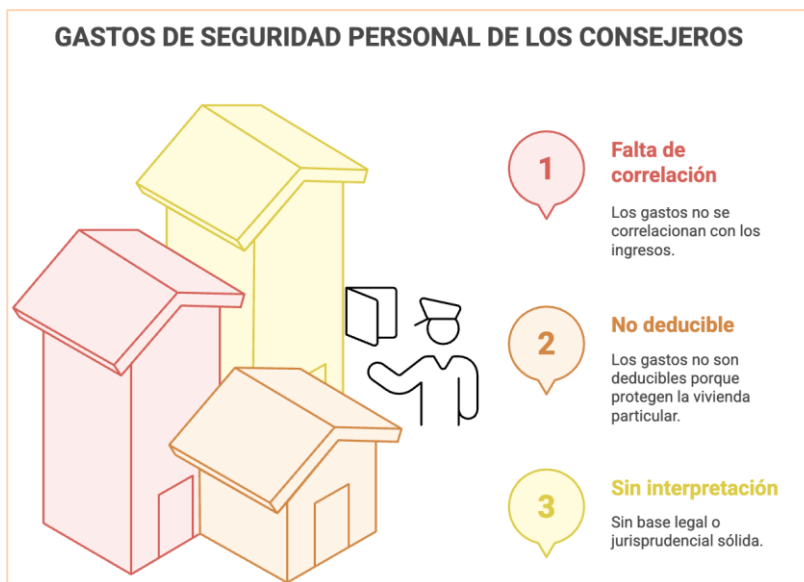 GASTOS DE SEGURIDAD PERSONAL DE LOS CONSEJEROS
1
Falta de
correlación
Los gastos no se
correlacionan con los
ingresos.
2
No deducible
Los gastos no son
deducibles porque
protegen la vivienda
particular.
3
Sin interpretación
Sin base legal o
jurisprudencial sólida.